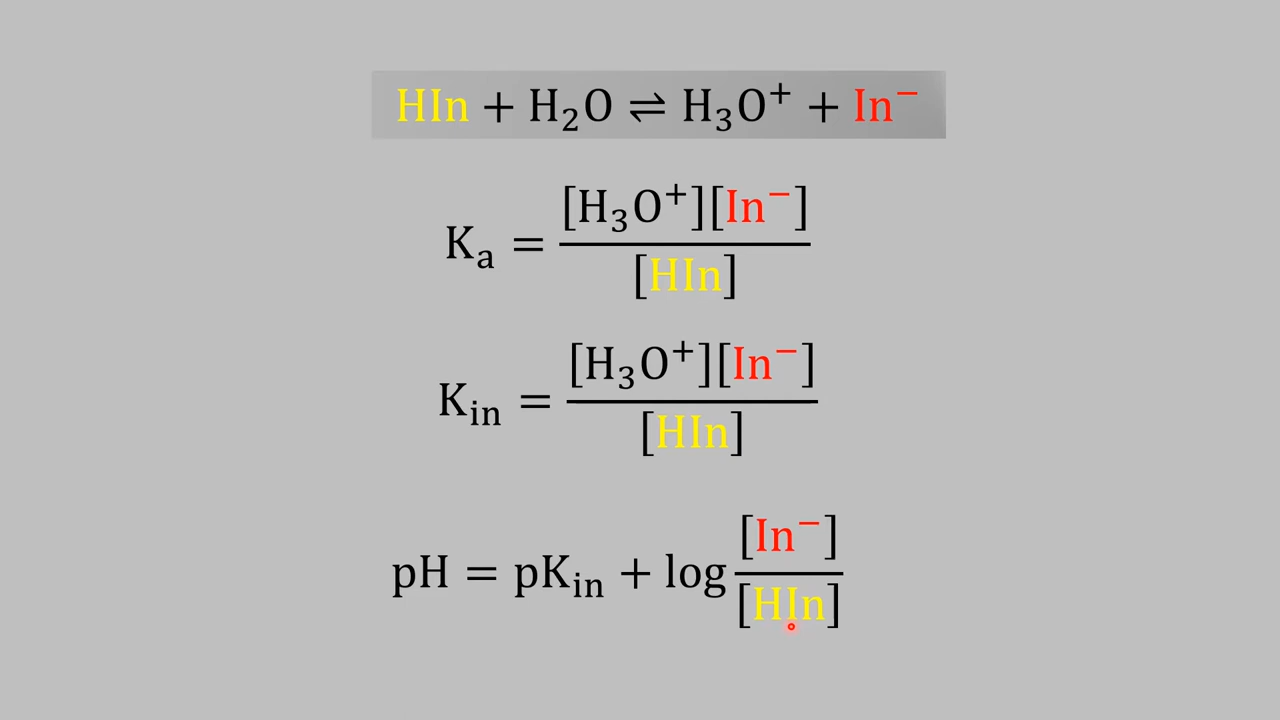 HIn + H₂O ⇌ H₃O⁺ + In⁻
Kₐ = [H₃O⁺][In⁻] / [HIn]
Kᵢₙ = [H₃O⁺][In⁻] / [HIn]
pH = pKᵢₙ + log [In⁻] / [HIn]